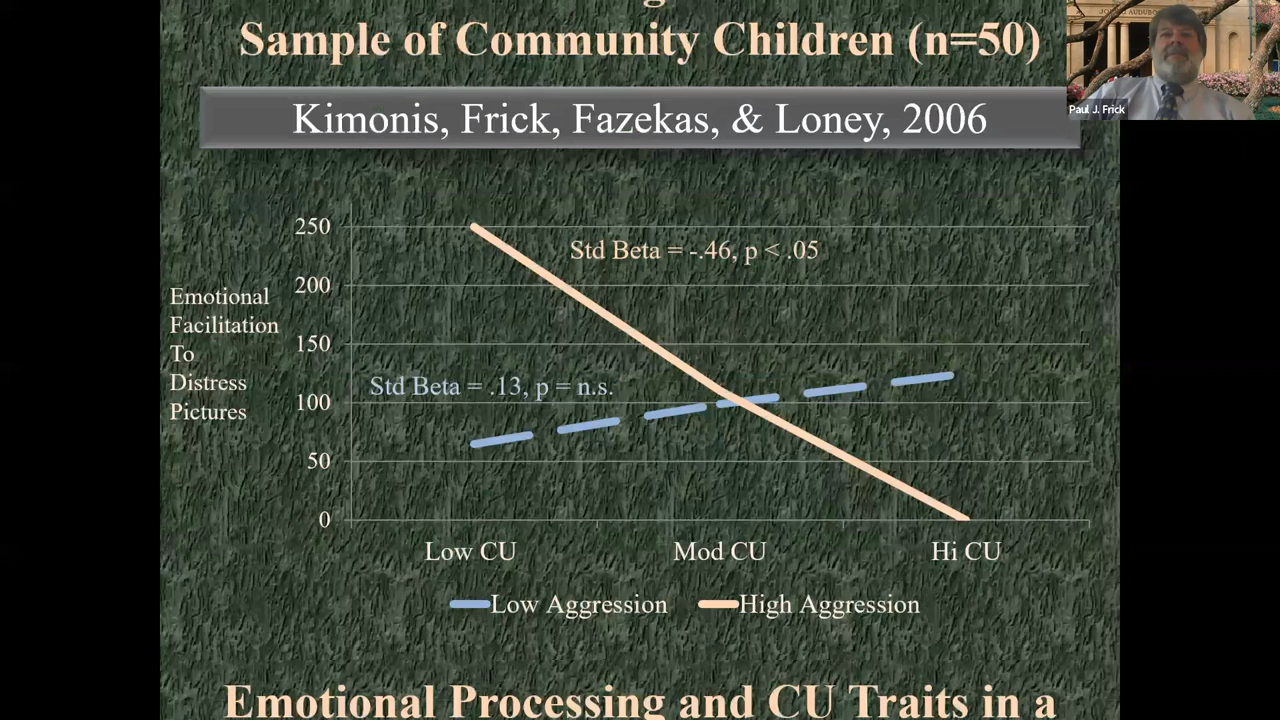 Sample of Community Children (n=50)
Kimonis, Frick, Fazekas, & Loney, 2006
Paul J. Frick
250
200
150
100
50
0
Emotional
Facilitation
To
Distress
Pictures
Std Beta = -.46, p < .05
Std Beta = .13, p = n.s.
Low CU
Mod CU
Hi CU
Low Aggression
High Aggression
Emotional Processing and CU Traits in a